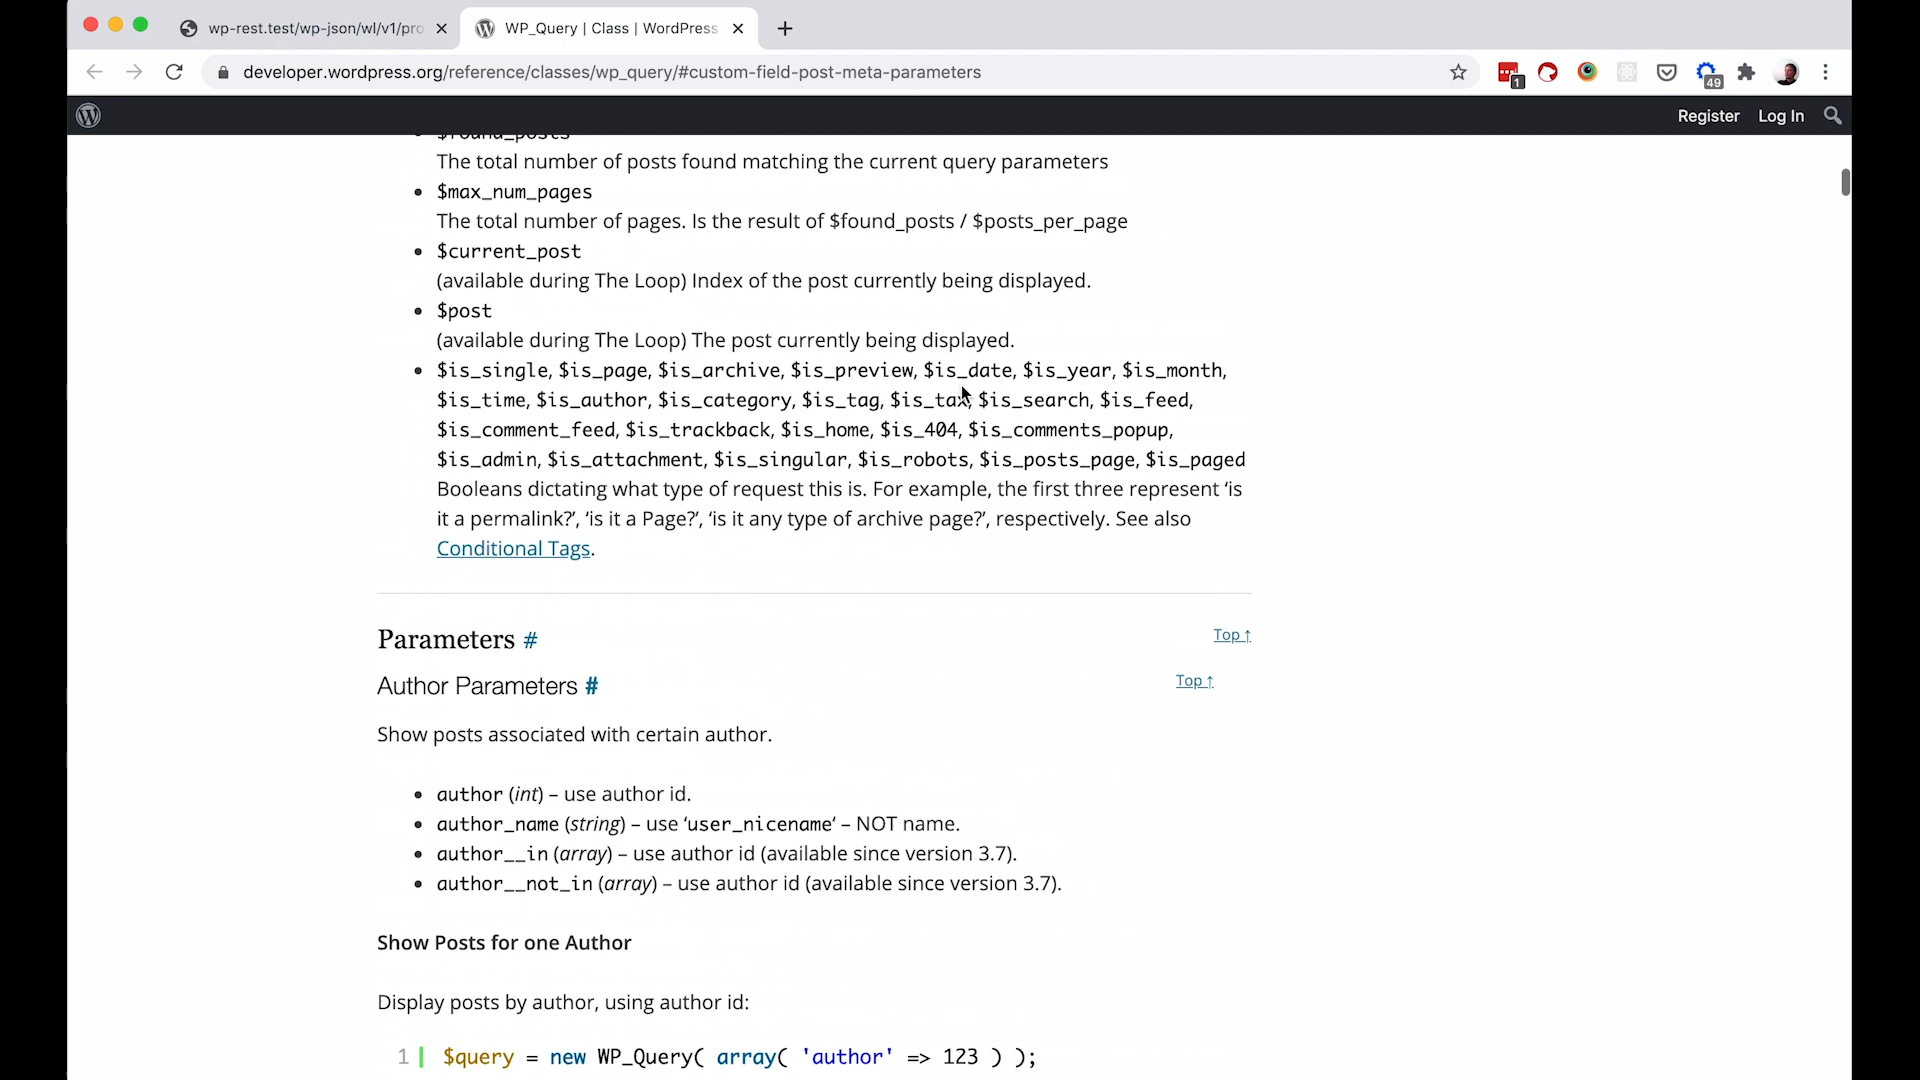 wp-rest.test/wp-json/wl/v1/pro
WP_Query | Class | WordPress
developer.wordpress.org/reference/classes/wp_query/#custom-field-post-meta-parameters
1
49
Register Log In
$found_posts
The total number of posts found matching the current query parameters
$max_num_pages
The total number of pages. Is the result of $found_posts / $posts_per_page
$current_post
(available during The Loop) Index of the post currently being displayed.
$post
(available during The Loop) The post currently being displayed.
$is_single, $is_page, $is_archive, $is_preview, $is_date, $is_year, $is_month,
$is_time, $is_author, $is_category, $is_tag, $is_tax, $is_search, $is_feed,
$is_comment_feed, $is_trackback, $is_home, $is_404, $is_comments_popup,
$is_admin, $is_attachment, $is_singular, $is_robots, $is_posts_page, $is_paged
Booleans dictating what type of request this is. For example, the first three represent ‘is
it a permalink?’, ‘is it a Page?’, ‘is it any type of archive page?’, respectively. See also
Conditional Tags.
Parameters #
Top ↑
Author Parameters #
Top ↑
Show posts associated with certain author.
author (int) – use author id.
author_name (string) – use ‘user_nicename‘ – NOT name.
author__in (array) – use author id (available since version 3.7).
author__not_in (array) – use author id (available since version 3.7).
Show Posts for one Author
Display posts by author, using author id:
1 $query = new WP_Query( array( 'author' => 123 ) );